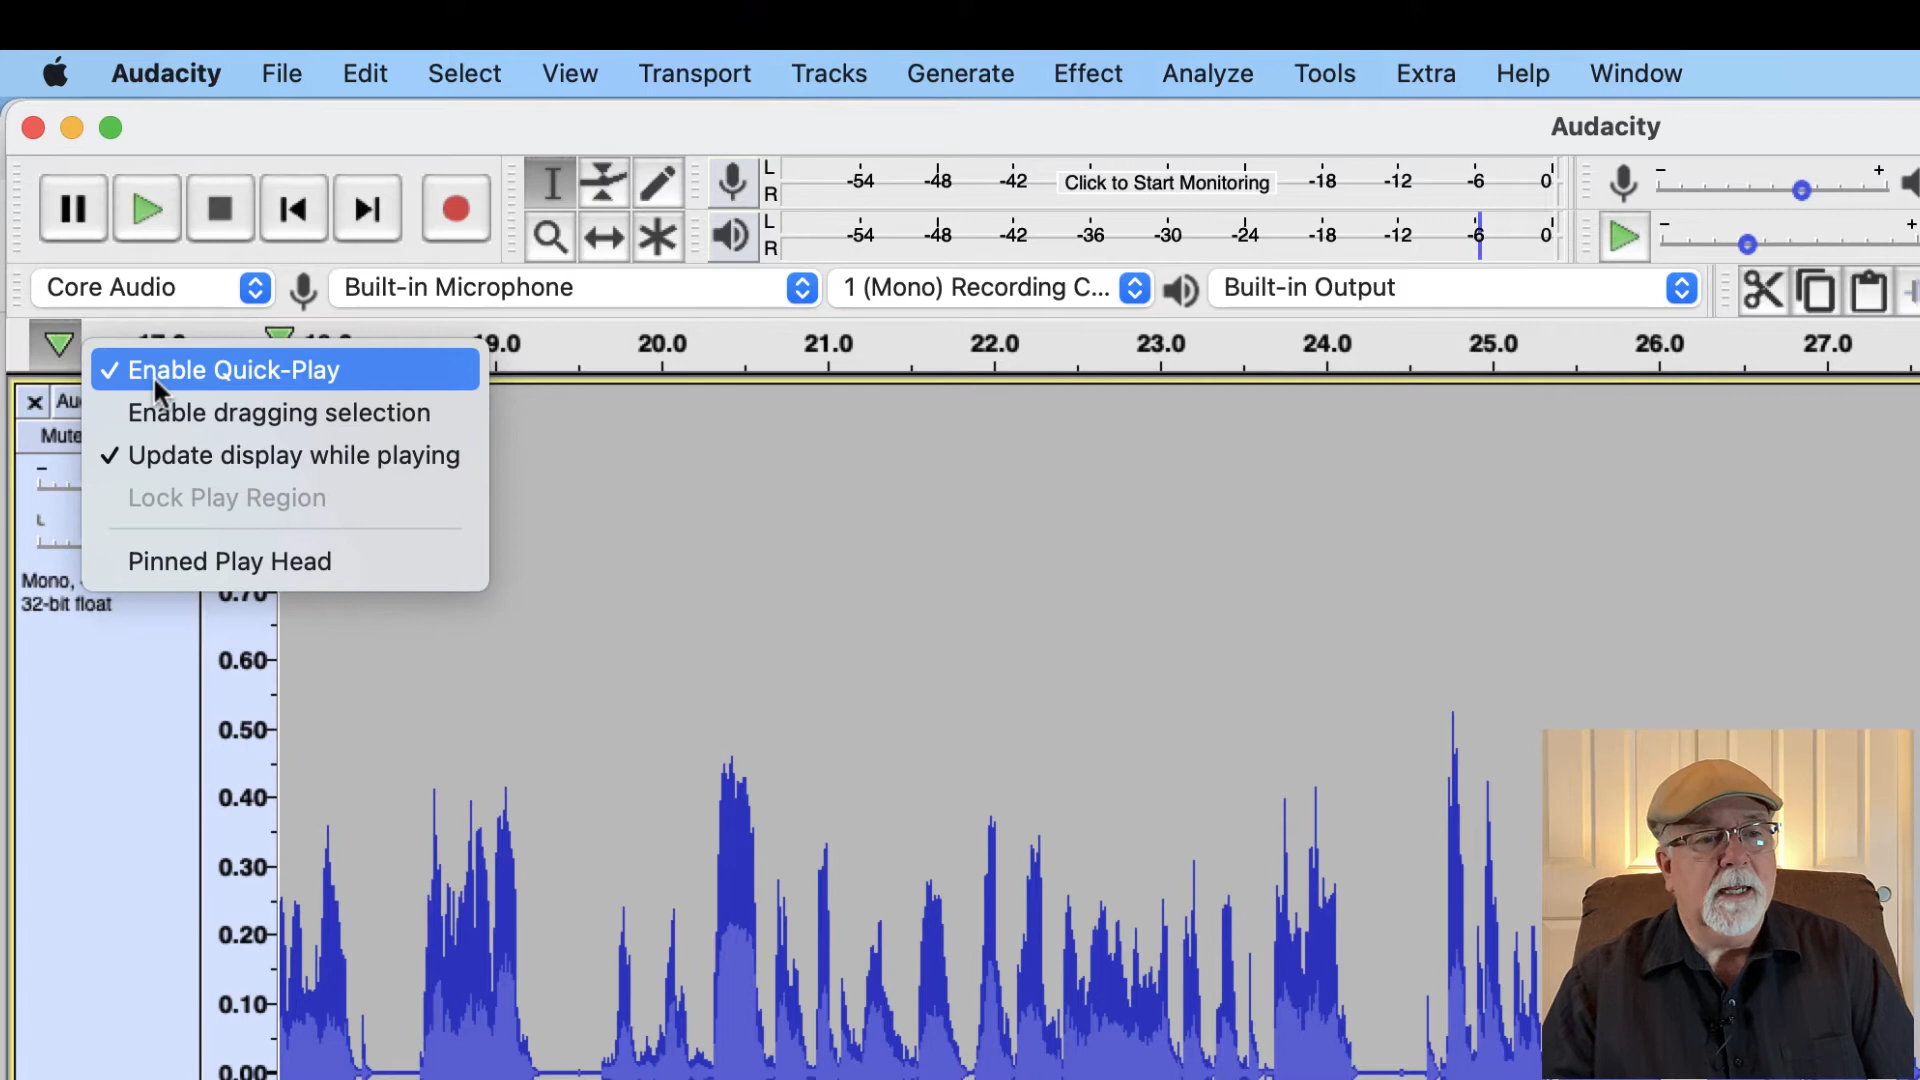 Audacity File Edit Select View Transport Tracks Generate Effect Analyze Tools Extra Help Window
Audacity
L
R
-54 -48 -42 Click to Start Monitoring -18 -12 -6 0
- +
L
R
-54 -48 -42 -36 -30 -24 -18 -12 -6 0
- +
Core Audio Built-in Microphone 1 (Mono) Recording C... Built-in Output
20.0 21.0 22.0 23.0 24.0 25.0 26.0 27.0
Enable Quick-Play
Enable dragging selection
Update display while playing
Lock Play Region
Pinned Play Head
Mute
-
L
Mono,
32-bit float
0.70
0.60
0.50
0.40
0.30
0.20
0.10
0.00